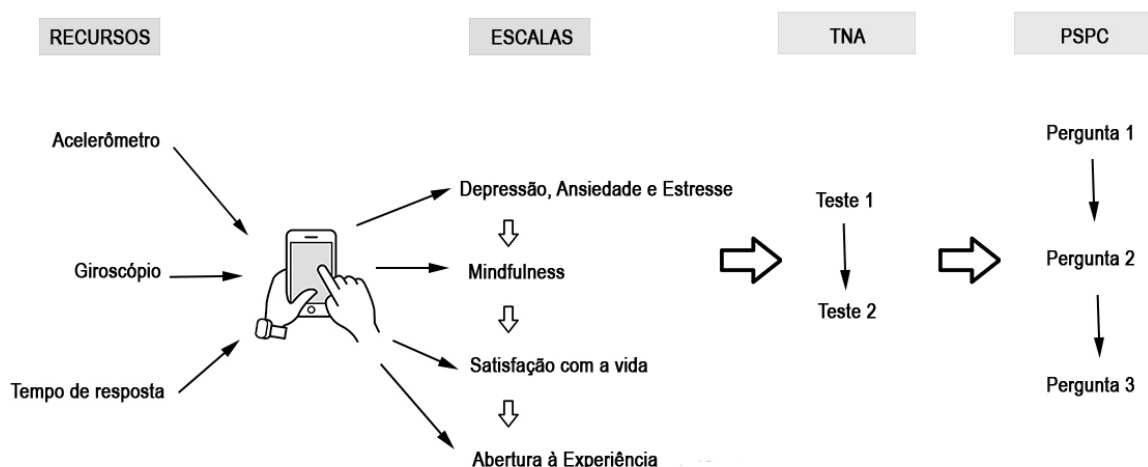 RECURSOS
ESCALAS
TNA
PSPC
Acelerômetro
Giroscópio
Tempo de resposta
Depressão, Ansiedade e Estresse
Mindfulness
Satisfação com a vida
Abertura à Experiência
Teste 1
Teste 2
Pergunta 1
Pergunta 2
Pergunta 3